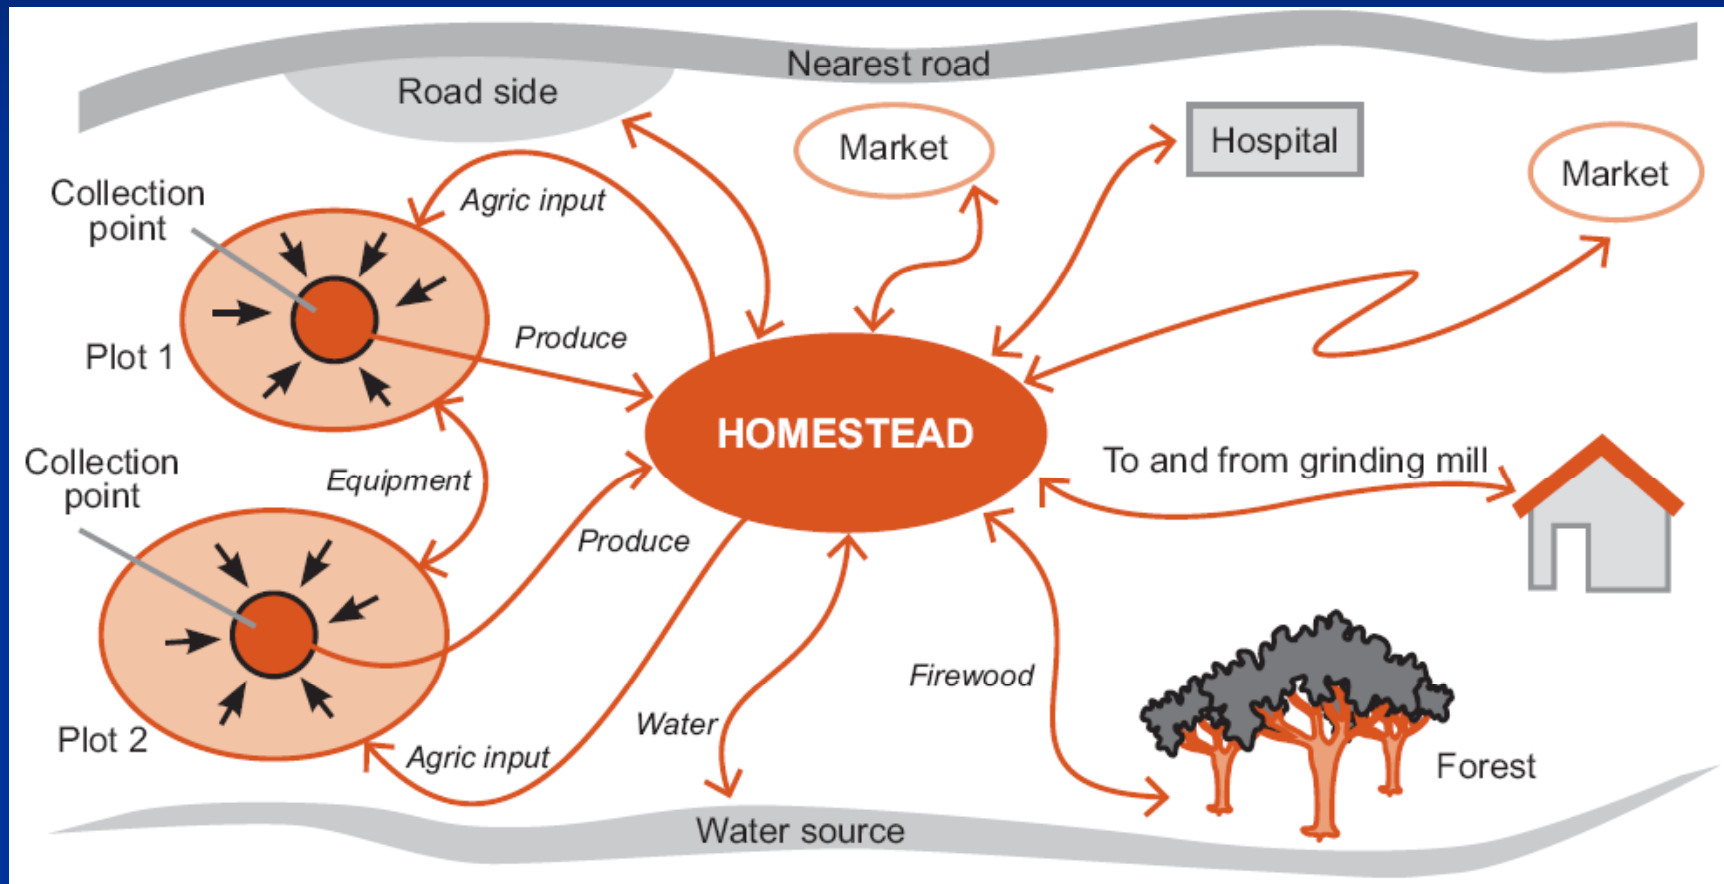 Nearest road
Road side
Market
Hospital
Market
Collection
point
Agric input
Plot 1
Produce
HOMESTEAD
Collection
point
Equipment
To and from grinding mill
Produce
Plot 2
Agric input
Water
Firewood
Forest
Water source